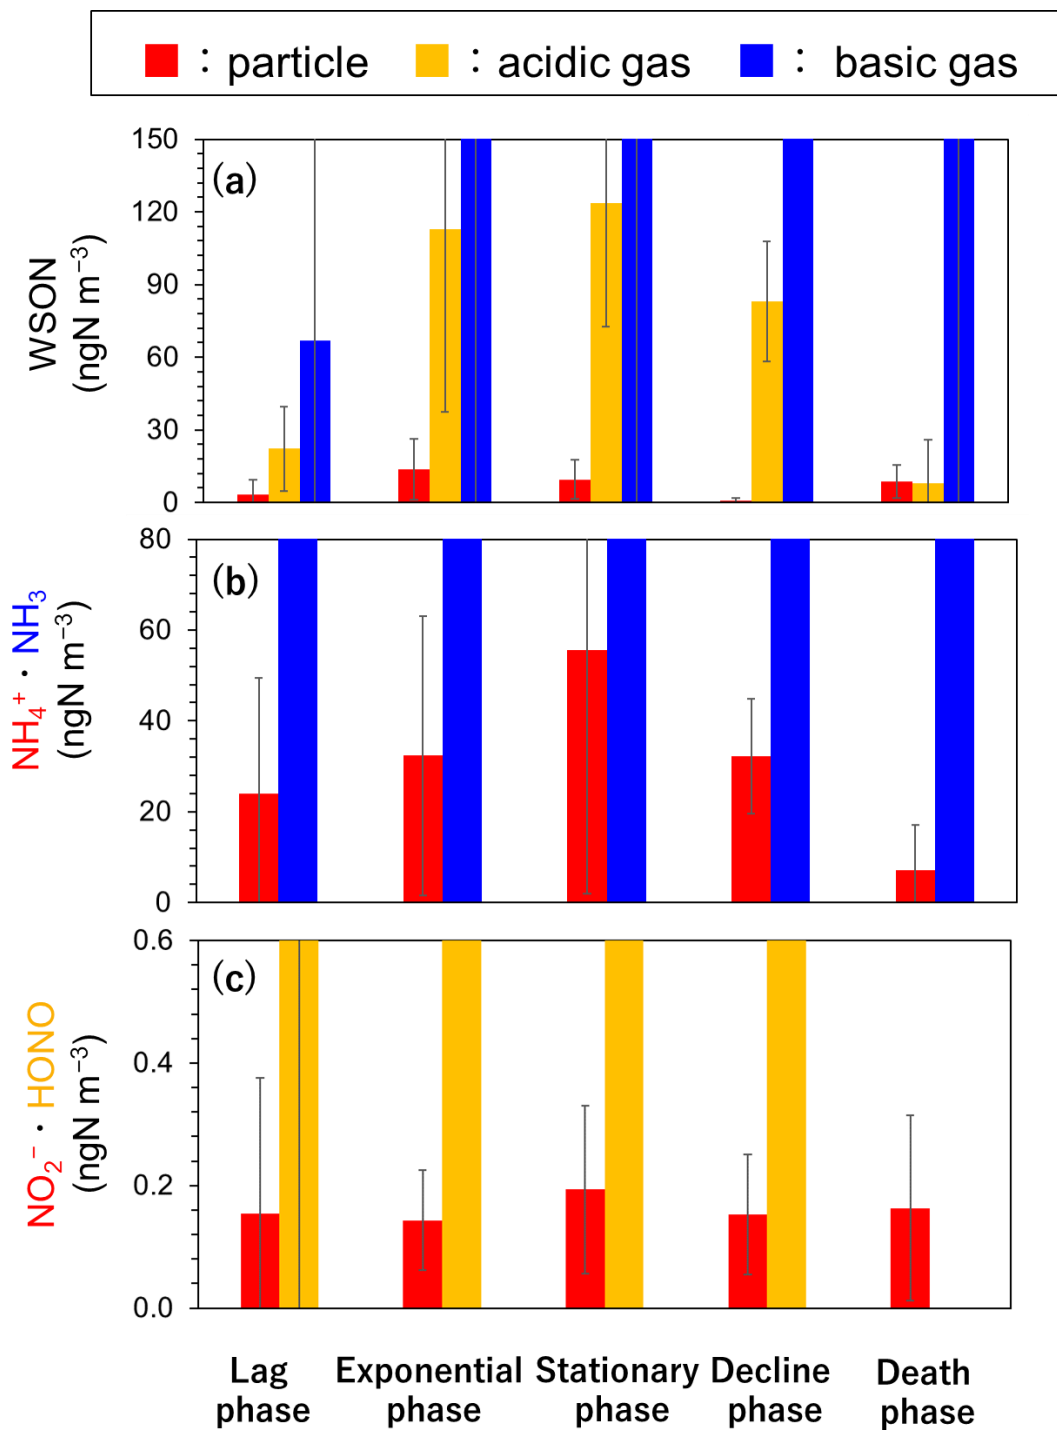 ：particle ：acidic gas ：basic gas
(a)
WSON
(ngN m⁻³)
150
120
90
60
30
0
(b)
NH₄⁺・NH₃
(ngN m⁻³)
80
60
40
20
0
(c)
NO₂⁻・HONO
(ngN m⁻³)
0.6
0.4
0.2
0.0
Lag phase
Exponential phase
Stationary phase
Decline phase
Death phase